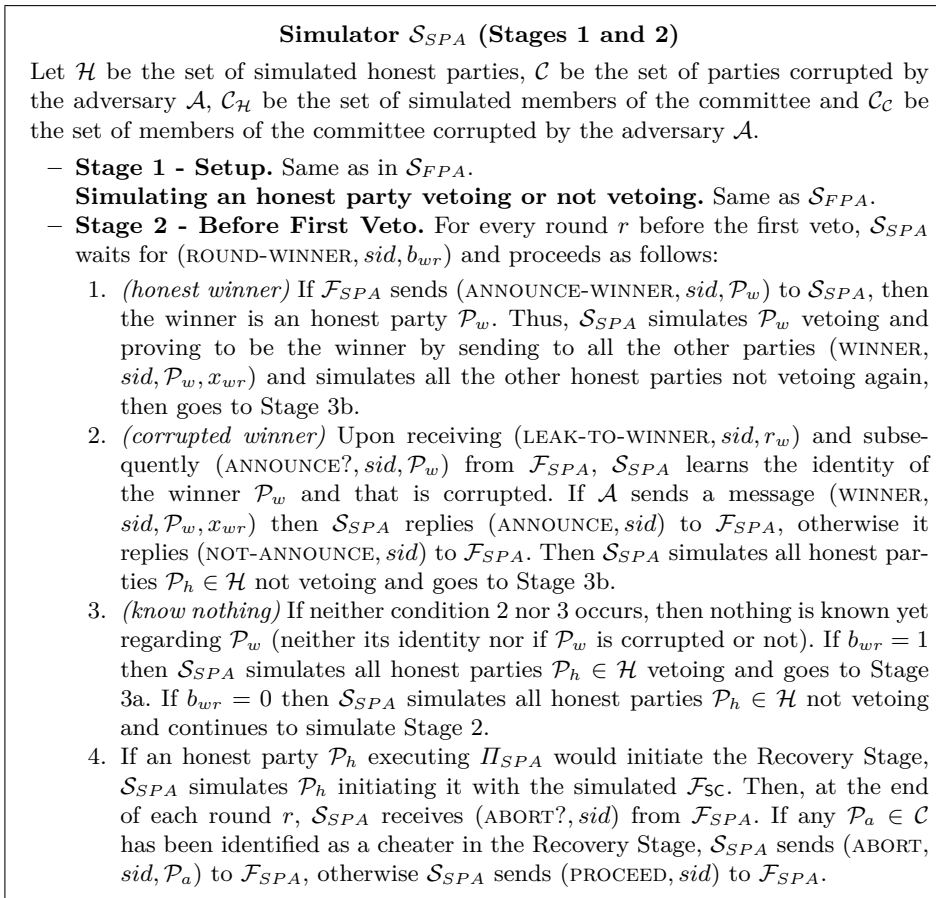 Simulator S_SPA (Stages 1 and 2)
Let H be the set of simulated honest parties, C be the set of parties corrupted by
the adversary A, C_H be the set of simulated members of the committee and C_C be
the set of members of the committee corrupted by the adversary A.
– Stage 1 - Setup. Same as in S_FPA.
Simulating an honest party vetoing or not vetoing. Same as S_FPA.
– Stage 2 - Before First Veto. For every round r before the first veto, S_SPA
waits for (ROUND-WINNER, sid, b_wr) and proceeds as follows:
1. (honest winner) If F_SPA sends (ANNOUNCE-WINNER, sid, P_w) to S_SPA, then
the winner is an honest party P_w. Thus, S_SPA simulates P_w vetoing and
proving to be the winner by sending to all the other parties (WINNER,
sid, P_w, x_wr) and simulates all the other honest parties not vetoing again,
then goes to Stage 3b.
2. (corrupted winner) Upon receiving (LEAK-TO-WINNER, sid, r_w) and subse-
quently (ANNOUNCE?, sid, P_w) from F_SPA, S_SPA learns the identity of
the winner P_w and that is corrupted. If A sends a message (WINNER,
sid, P_w, x_wr) then S_SPA replies (ANNOUNCE, sid) to F_SPA, otherwise it
replies (NOT-ANNOUNCE, sid) to F_SPA. Then S_SPA simulates all honest par-
ties P_h ∈ H not vetoing and goes to Stage 3b.
3. (know nothing) If neither condition 2 nor 3 occurs, then nothing is known yet
regarding P_w (neither its identity nor if P_w is corrupted or not). If b_wr = 1
then S_SPA simulates all honest parties P_h ∈ H vetoing and goes to Stage
3a. If b_wr = 0 then S_SPA simulates all honest parties P_h ∈ H not vetoing
and continues to simulate Stage 2.
4. If an honest party P_h executing Π_SPA would initiate the Recovery Stage,
S_SPA simulates P_h initiating it with the simulated F_SC. Then, at the end
of each round r, S_SPA receives (ABORT?, sid) from F_SPA. If any P_a ∈ C
has been identified as a cheater in the Recovery Stage, S_SPA sends (ABORT,
sid, P_a) to F_SPA, otherwise S_SPA sends (PROCEED, sid) to F_SPA.